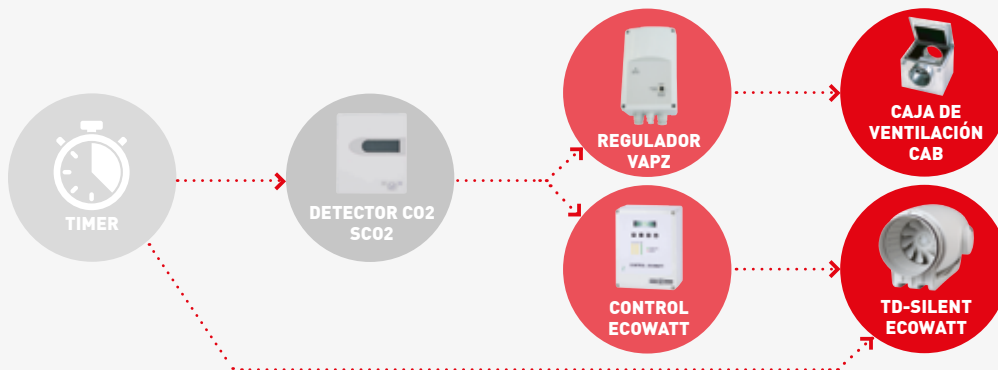 TIMER
DETECTOR CO2
SCO2
REGULADOR
VAPZ
CONTROL
ECOWATT
CAJA DE
VENTILACIÓN
CAB
TD-SILENT
ECOWATT